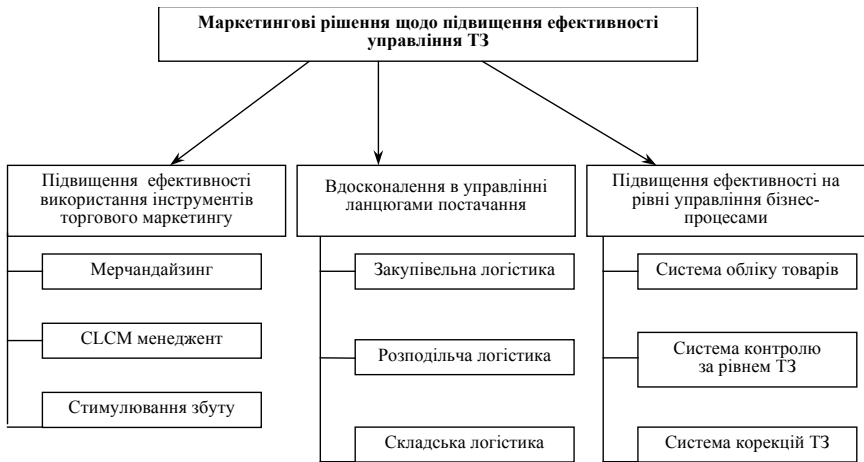 Маркетингові рішення щодо підвищення ефективності
управління ТЗ
Підвищення ефективності
використання інструментів
торгового маркетингу
Мерчандайзинг
CLCM менеджент
Стимулювання збуту
Вдосконалення в управлінні
ланцюгами постачання
Закупівельна логістика
Розподільча логістика
Складська логістика
Підвищення ефективності на
рівні управління бізнес-
процесами
Система обліку товарів
Система контролю
за рівнем ТЗ
Система корекцій ТЗ